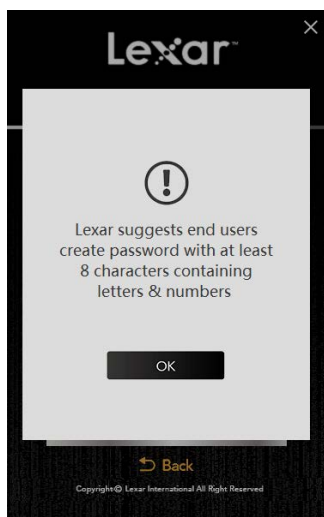 Lexar™
Lexar suggests end users
create password with at least
8 characters containing
letters & numbers
OK
Back
Copyright© Lexar International All Right Reserved